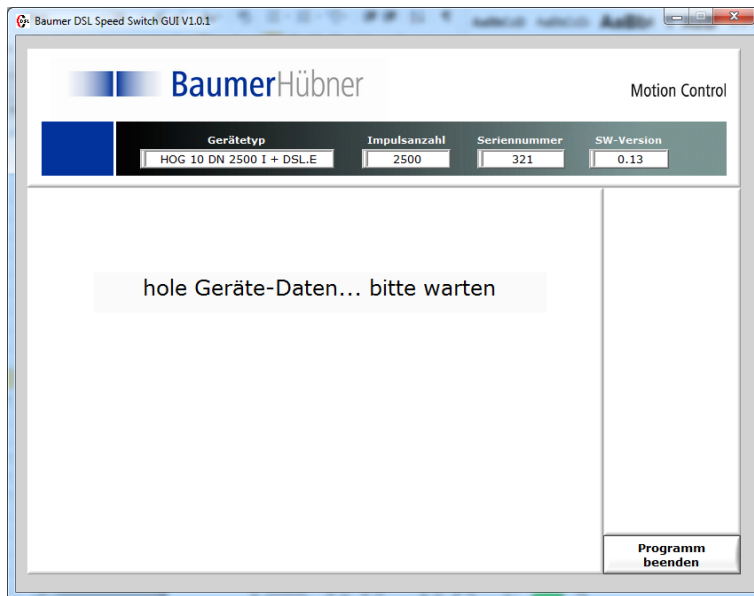 Baumer DSL Speed Switch GUI V1.0.1
BaumerHübner
Motion Control
Gerätetyp Impulsanzahl Seriennummer SW-Version
HOG 10 DN 2500 I + DSL.E 2500 321 0.13
hole Geräte-Daten... bitte warten
Programm
beenden